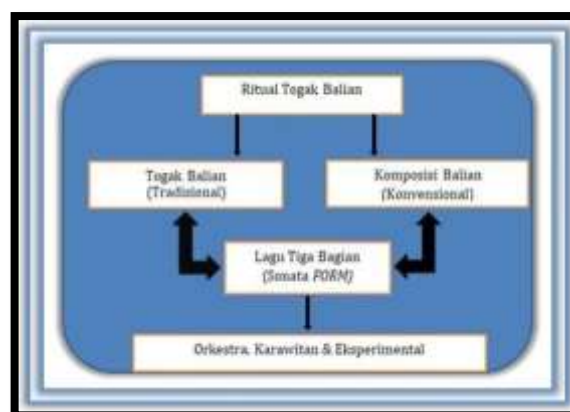 Ritual Togak Balian
Togak Balian
(Tradisional)
Komposisi Balian
(Konvensional)
Lagu Tiga Bagian
(Sonata FORM)
Orkestra, Karawitan & Eksperimental